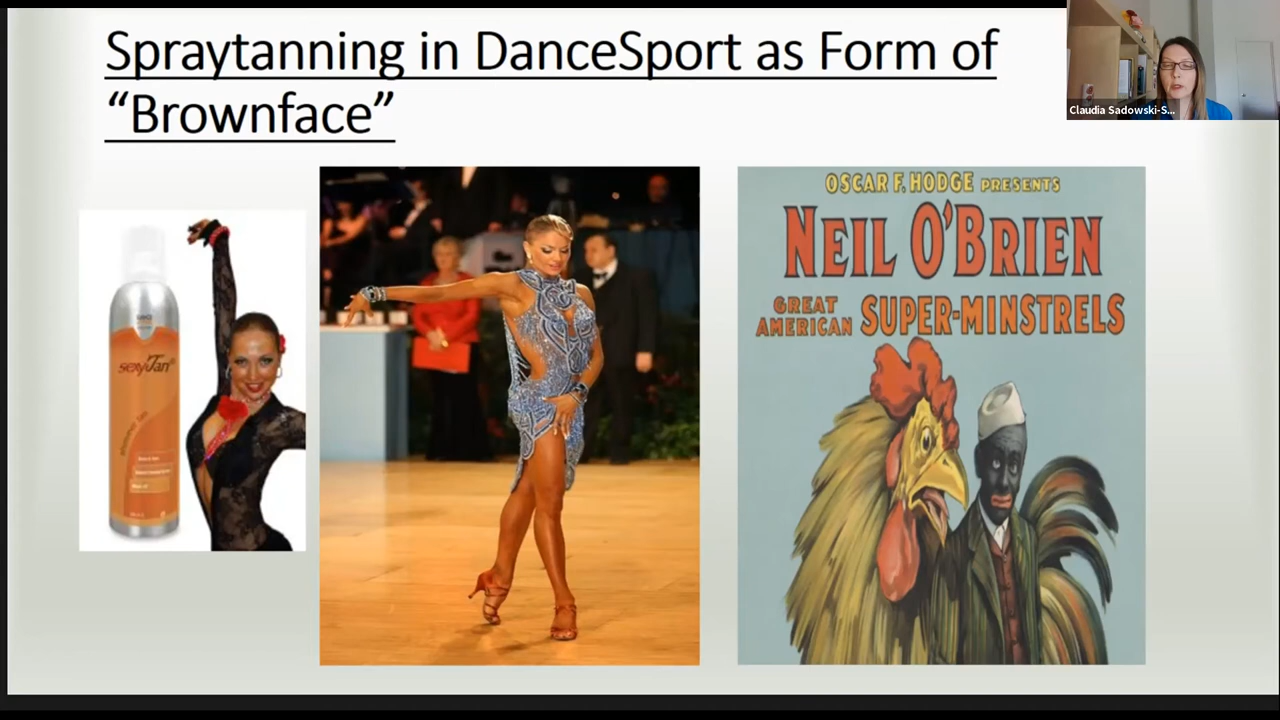 Spraytanning in DanceSport as Form of
“Brownface”
Claudia Sadowski-S...
sexyTan
OSCAR F. HODGE PRESENTS
NEIL O'BRIEN
GREAT
AMERICAN SUPER-MINSTRELS